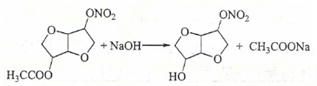 ONO₂
O
O
H₃CCOO
+ NaOH
ONO₂
O
O
HO
+ CH₃COONa